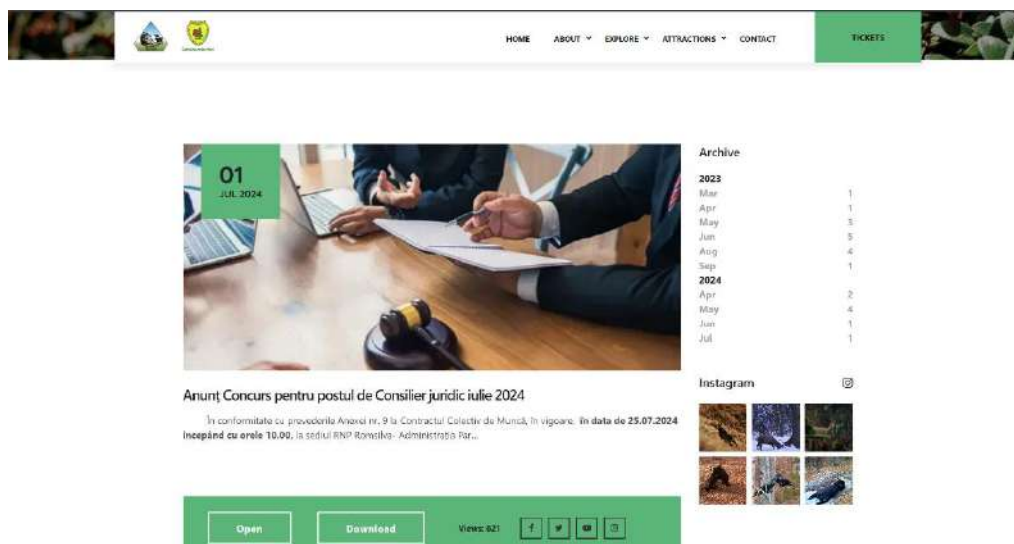 HOME ABOUT EXPLORE ATTRACTIONS CONTACT TICKETS
01
JUL 2024
Anunț Concurs pentru postul de Consilier juridic iulie 2024
În conformitate cu prevederile Anexei nr. 9 la Contractul Colectiv de Muncă, în vigoare, în data de 25.07.2024
începând cu orele 10.00, la sediul RNP Romsilva- Administrația Par...
Open Download Views: 621
Archive
2023
Mar 1
Apr 1
May 3
Jun 5
Aug 4
Sep 1
2024
Apr 2
May 4
Jun 1
Jul 1
Instagram